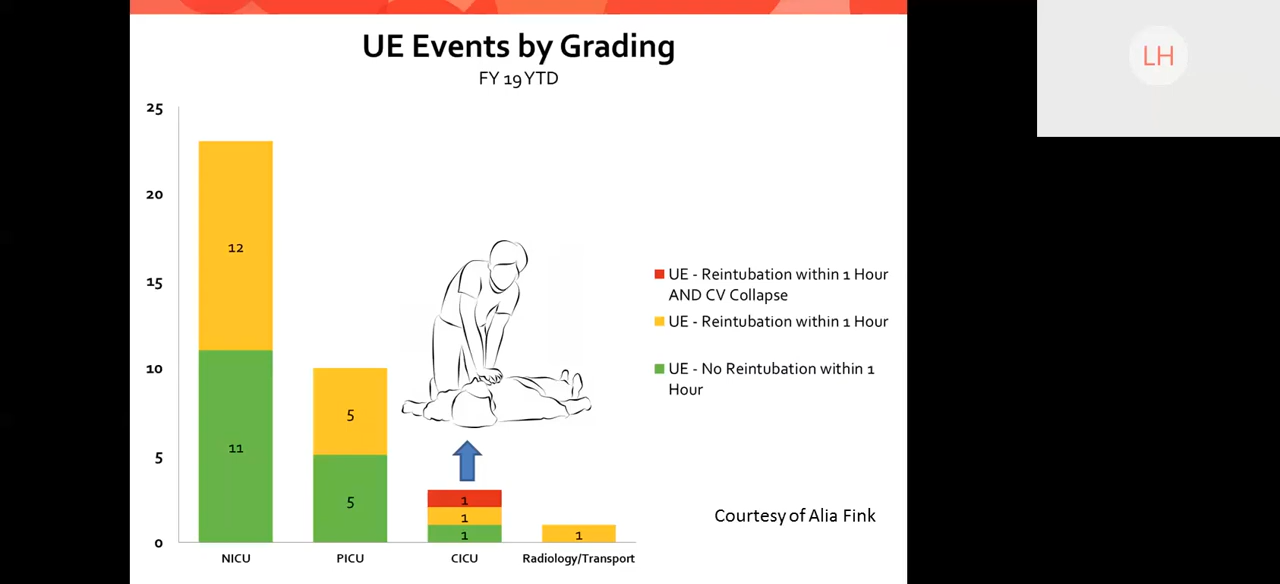 UE Events by Grading
FY 19 YTD
LH
25
20
15
10
5
0
12
11
5
5
1
1
1
1
NICU
PICU
CICU
Radiology/Transport
UE - Reintubation within 1 Hour
AND CV Collapse
UE - Reintubation within 1 Hour
UE - No Reintubation within 1
Hour
Courtesy of Alia Fink